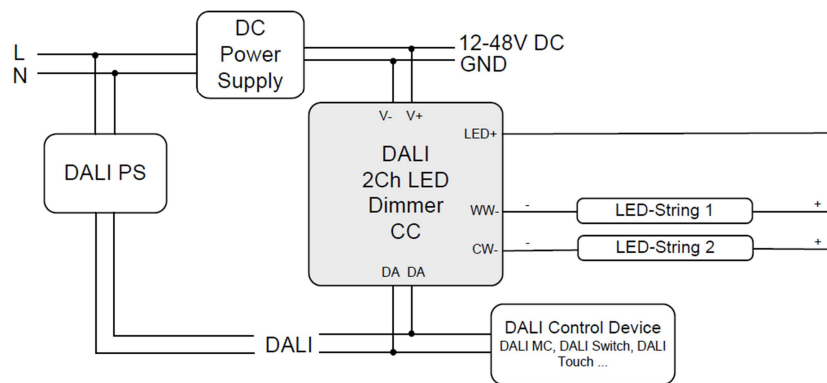 DC
Power
Supply
L
N
12-48V DC
GND
V- V+
LED+
DALI PS
DALI
2Ch LED
Dimmer
CC
WW-
-
LED-String 1
+
CW-
-
LED-String 2
+
DA DA
DALI
DALI Control Device
DALI MC, DALI Switch, DALI
Touch ...